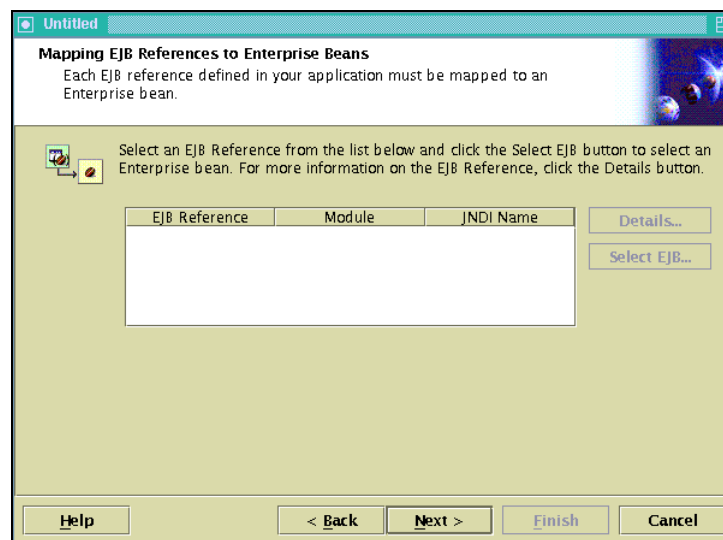 Untitled
Mapping EJB References to Enterprise Beans
Each EJB reference defined in your application must be mapped to an
Enterprise bean.
Select an EJB Reference from the list below and click the Select EJB button to select an
Enterprise bean. For more information on the EJB Reference, click the Details button.
EJB Reference Module JNDI Name
Details...
Select EJB...
Help < Back Next > Finish Cancel